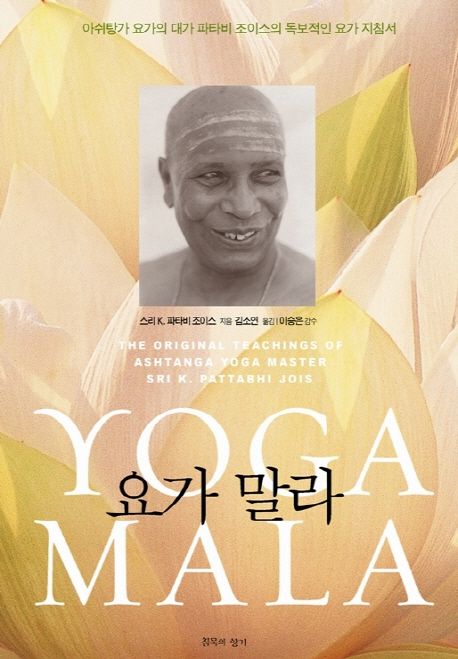 아쉬탕가 요가의 대가 파타비 조이스의 독보적인 요가 지침서
스리 K. 파타비 조이스 지음 김소연 옮김 | 이승은 감수
THE ORIGINAL TEACHINGS OF
ASHTANGA YOGA MASTER
SRI K. PATTABHI JOIS
YOGA
요가 말라
MALA
침묵의 향기